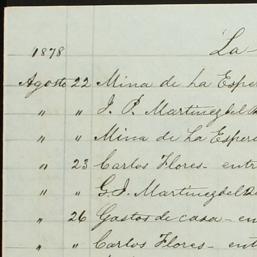 La
1878
Agosto 22 Mina de La Espe
" " J. P. Martinez del
" " Mina de La Esper
" 23 Carlos Flores - entr
" " G. J. Martinez del
" 26 Gastos de casa - en
" " Carlos Flores - ent